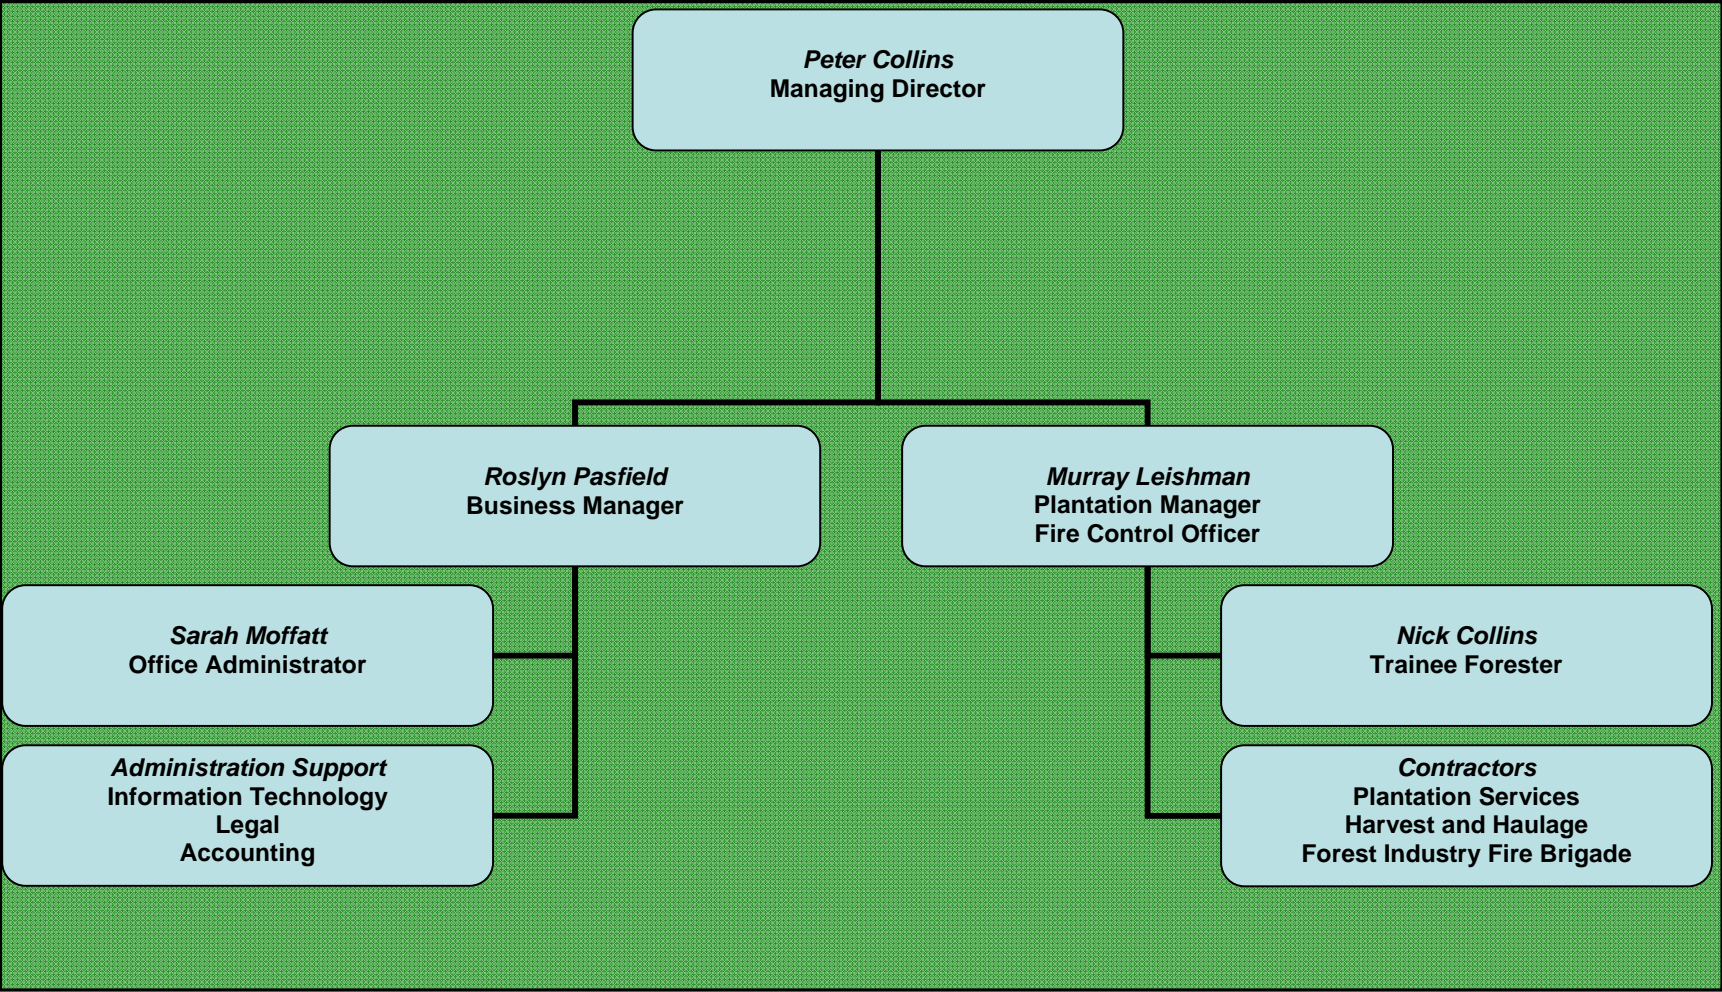 Peter Collins
Managing Director
Roslyn Pasfield
Business Manager
Murray Leishman
Plantation Manager
Fire Control Officer
Sarah Moffatt
Office Administrator
Nick Collins
Trainee Forester
Administration Support
Information Technology
Legal
Accounting
Contractors
Plantation Services
Harvest and Haulage
Forest Industry Fire Brigade